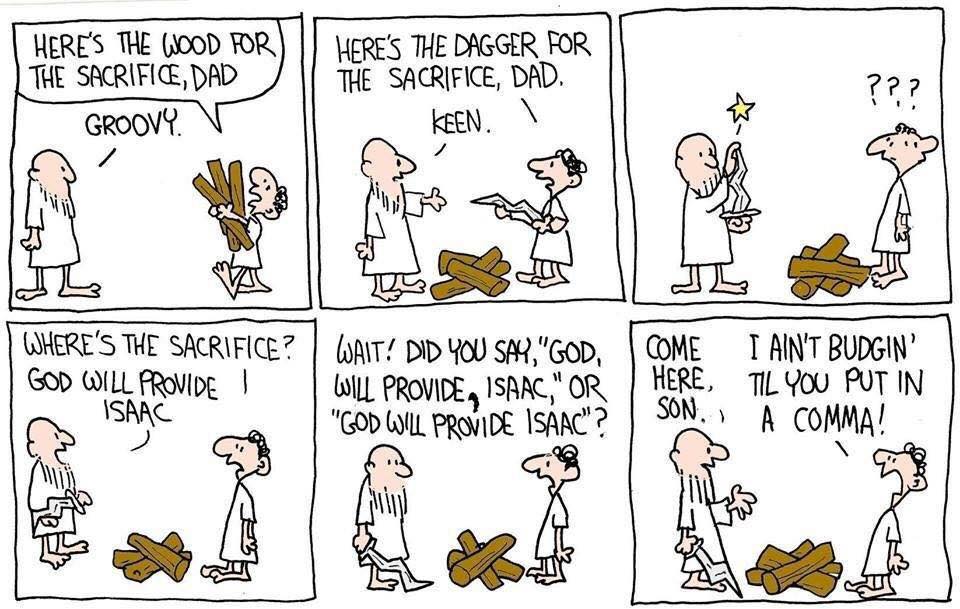 HERE'S THE WOOD FOR
THE SACRIFICE, DAD
GROOVY.
HERE'S THE DAGGER FOR
THE SACRIFICE, DAD.
KEEN.
???
WHERE'S THE SACRIFICE?
GOD WILL PROVIDE
ISAAC
WAIT! DID YOU SAY, "GOD,
WILL PROVIDE, ISAAC," OR
"GOD WILL PROVIDE ISAAC"?
COME
HERE,
SON..
I AIN'T BUDGIN'
TIL YOU PUT IN
A COMMA!